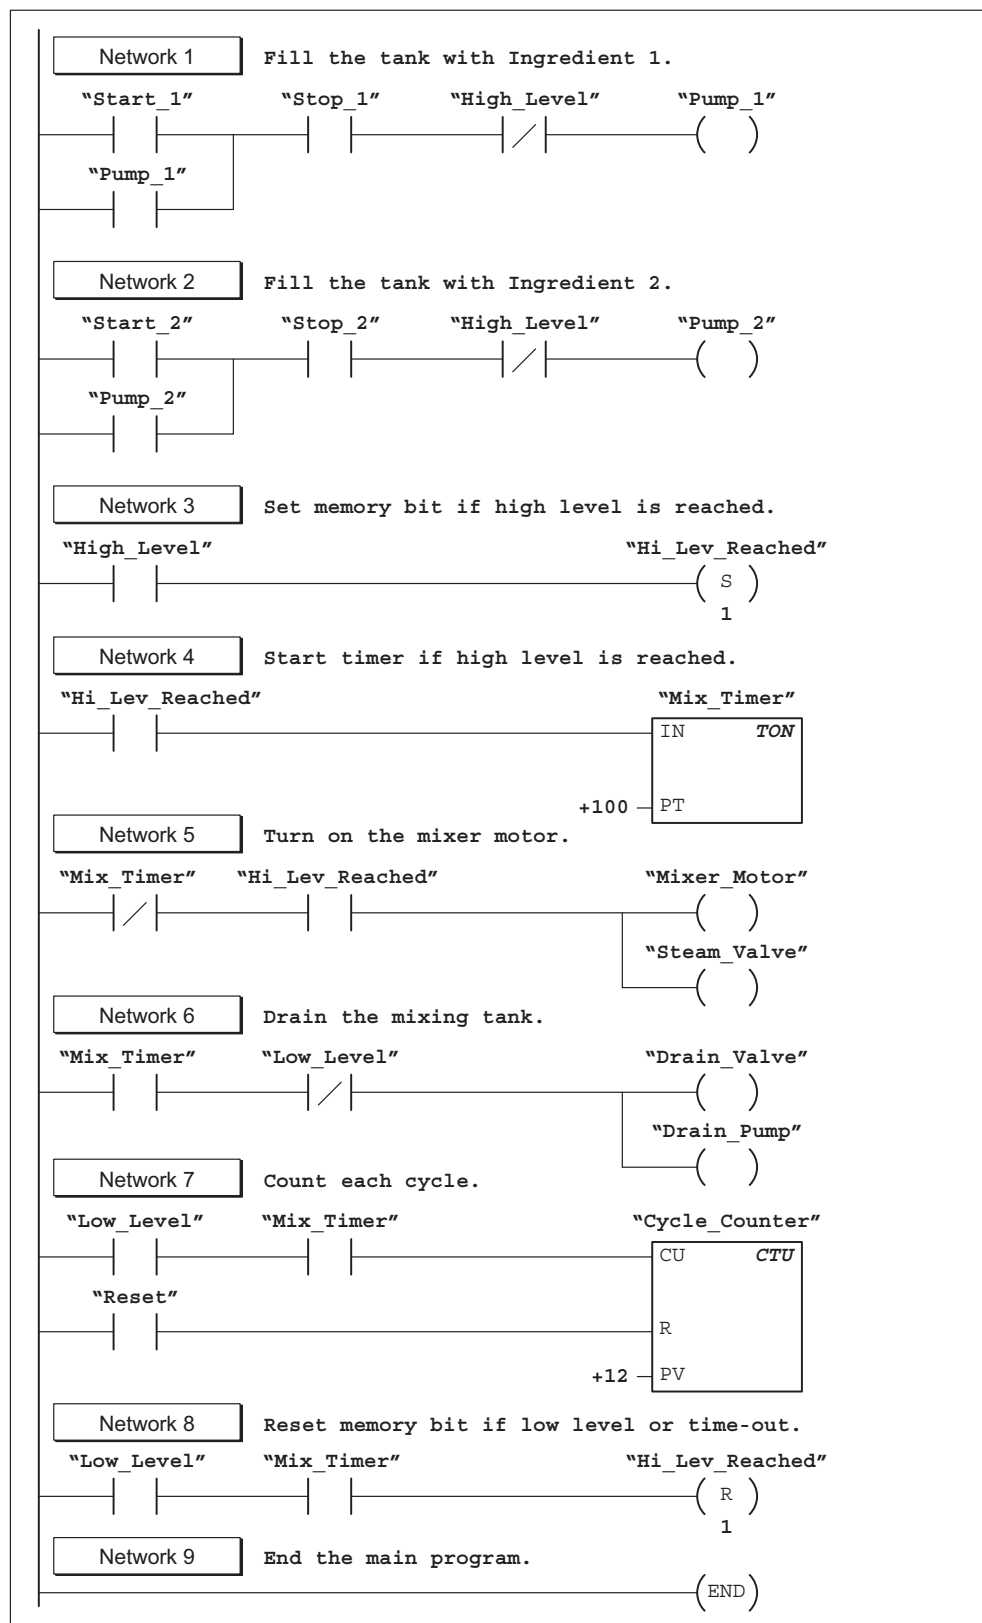 Network 1 Fill the tank with Ingredient 1.
“Start_1” “Stop_1” “High_Level” “Pump_1”
“Pump_1”
Network 2 Fill the tank with Ingredient 2.
“Start_2” “Stop_2” “High_Level” “Pump_2”
“Pump_2”
Network 3 Set memory bit if high level is reached.
“High_Level” “Hi_Lev_Reached”
S
1
Network 4 Start timer if high level is reached.
“Hi_Lev_Reached” “Mix_Timer”
IN TON
+100 PT
Network 5 Turn on the mixer motor.
“Mix_Timer” “Hi_Lev_Reached” “Mixer_Motor”
“Steam_Valve”
Network 6 Drain the mixing tank.
“Mix_Timer” “Low_Level” “Drain_Valve”
“Drain_Pump”
Network 7 Count each cycle.
“Low_Level” “Mix_Timer” “Cycle_Counter”
CU CTU
“Reset”
R
+12 PV
Network 8 Reset memory bit if low level or time-out.
“Low_Level” “Mix_Timer” “Hi_Lev_Reached”
R
1
Network 9 End the main program.
END